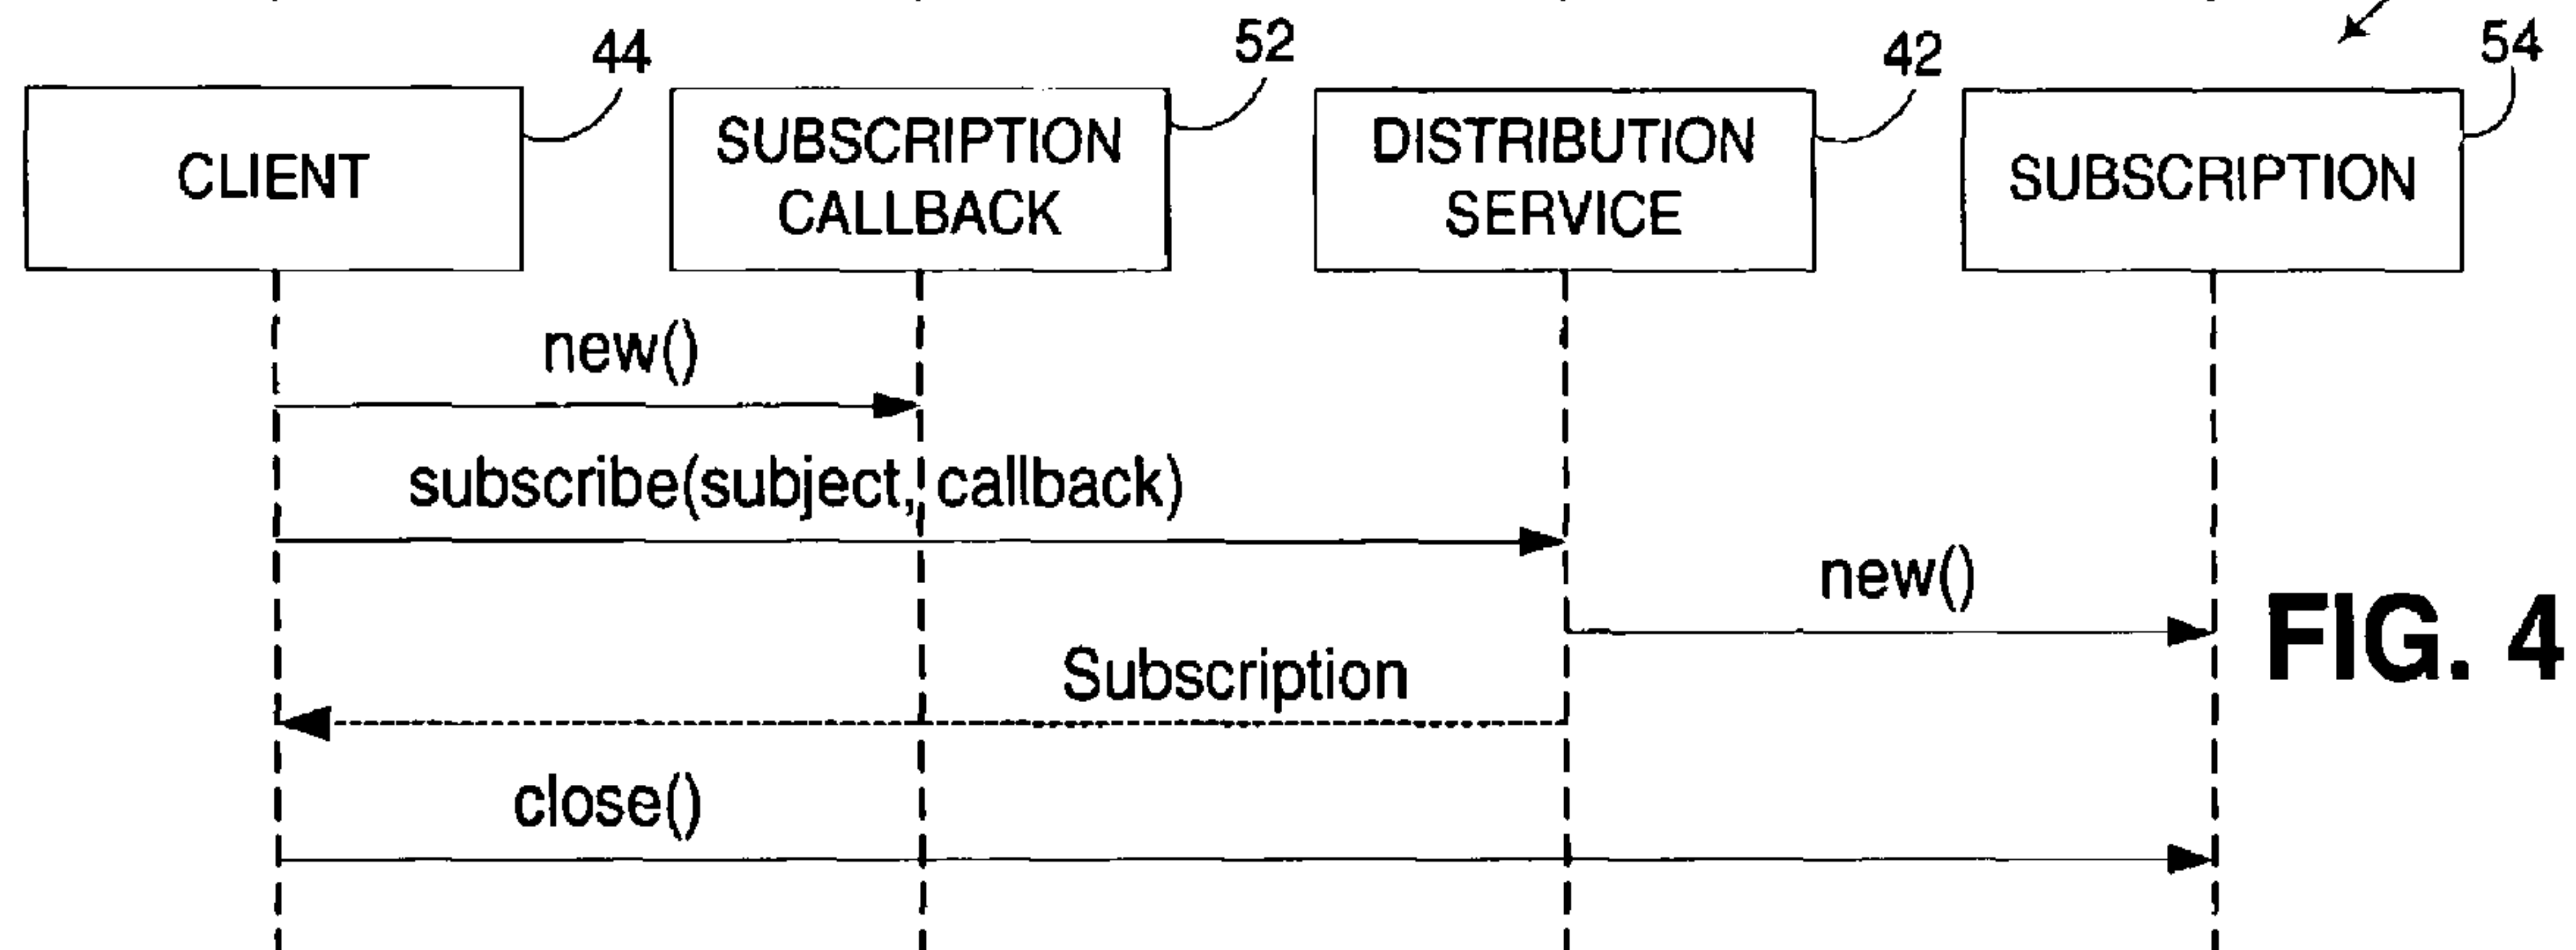 44
52
42
54
CLIENT
SUBSCRIPTION
CALLBACK
DISTRIBUTION
SERVICE
SUBSCRIPTION
new()
subscribe(subject, callback)
new()
FIG. 4
Subscription
close()